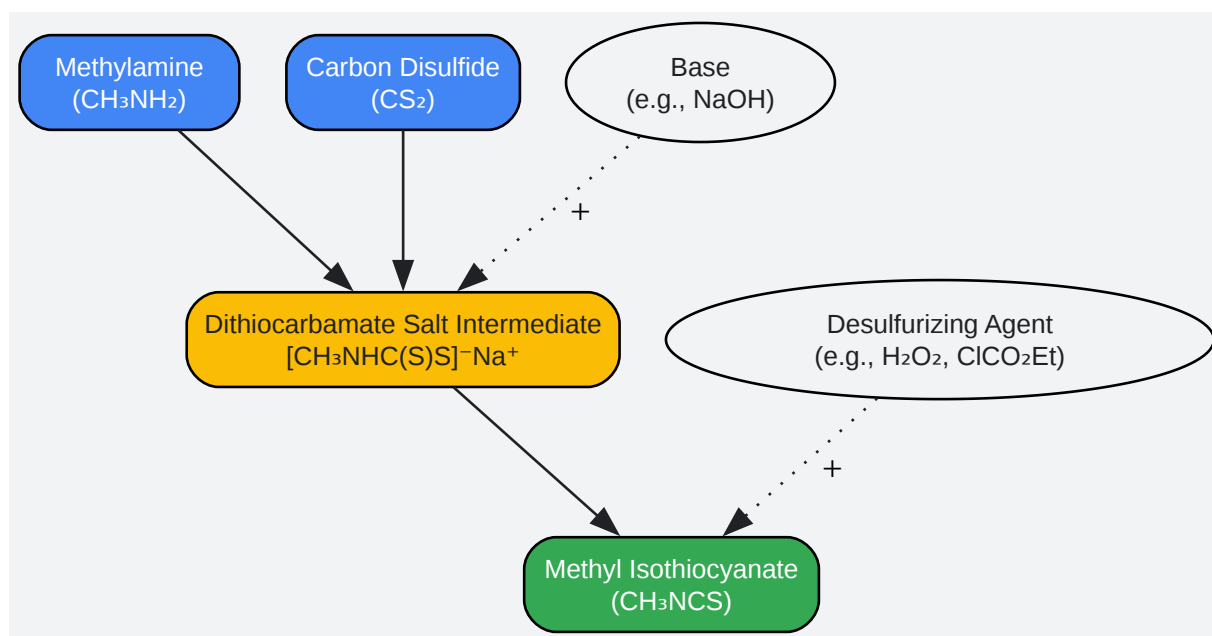 Methylamine
(CH₃NH₂)
Carbon Disulfide
(CS₂)
Base
(e.g., NaOH)
+
Dithiocarbamate Salt Intermediate
[CH₃NHC(S)S]⁻Na⁺
Desulfurizing Agent
(e.g., H₂O₂, ClCO₂Et)
+
Methyl Isothiocyanate
(CH₃NCS)